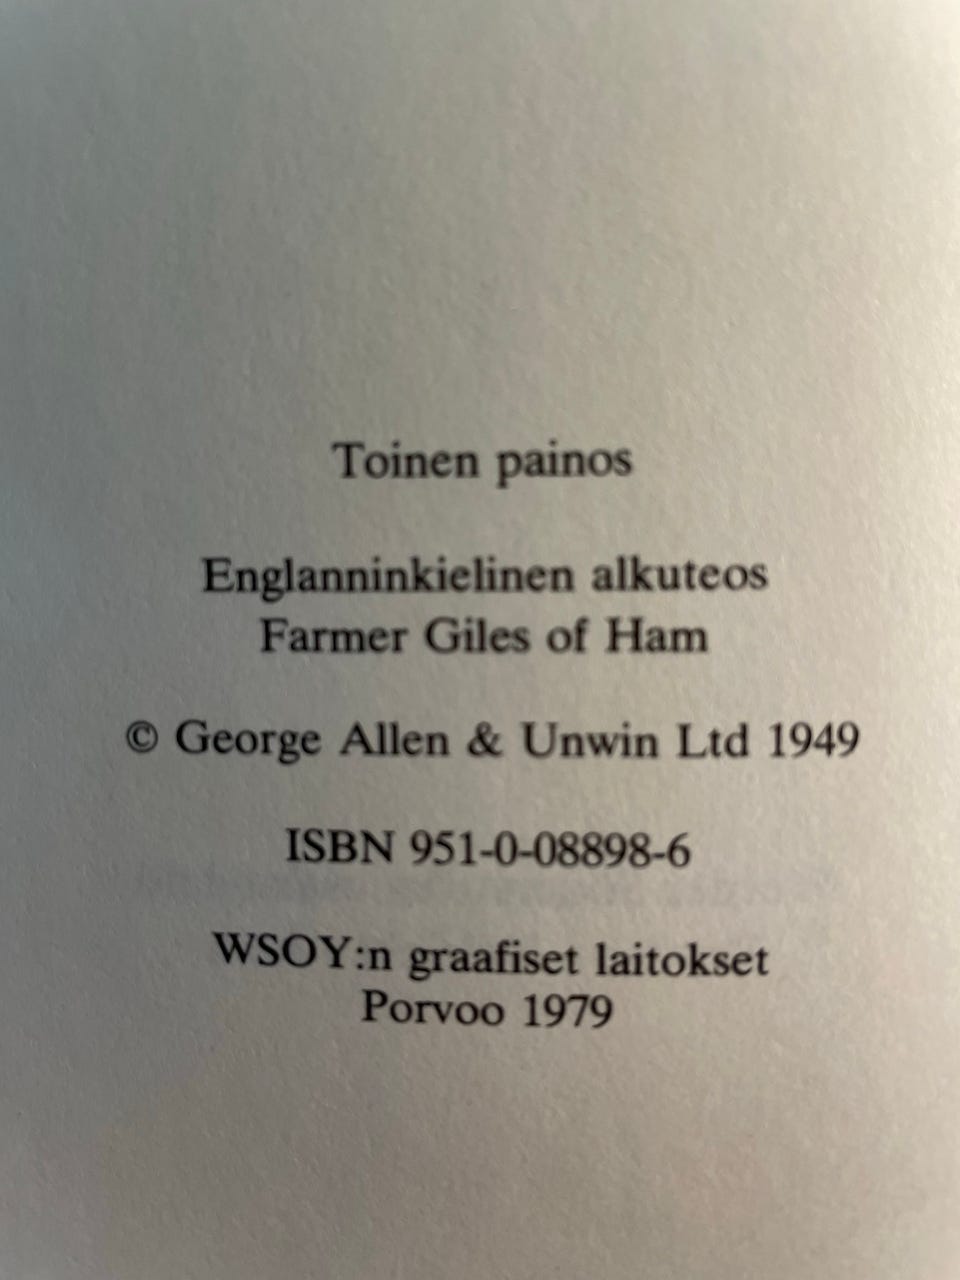 Toinen painos
Englanninkielinen alkuteos
Farmer Giles of Ham
© George Allen & Unwin Ltd 1949
ISBN 951-0-08898-6
WSOY:n graafiset laitokset
Porvoo 1979